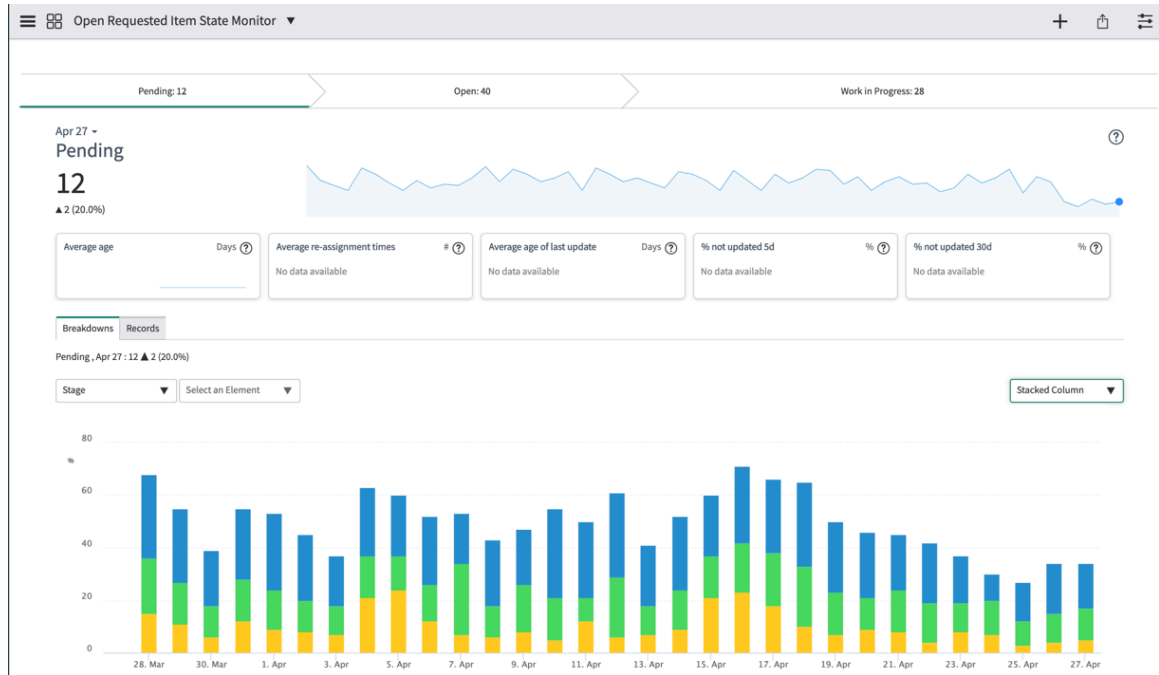 Open Requested Item State Monitor ▼
Pending: 12 Open: 40 Work in Progress: 28
Apr 27
Pending
12
▲ 2 (20.0%)
Average age Days ?
Average re-assignment times # ?
No data available
Average age of last update Days ?
No data available
% not updated 5d % ?
No data available
% not updated 30d % ?
No data available
Breakdowns Records
Pending , Apr 27 : 12 ▲ 2 (20.0%)
Stage ▼ Select an Element ▼ Stacked Column ▼
80
#
60
40
20
0
28. Mar 30. Mar 1. Apr 3. Apr 5. Apr 7. Apr 9. Apr 11. Apr 13. Apr 15. Apr 17. Apr 19. Apr 21. Apr 23. Apr 25. Apr 27. Apr